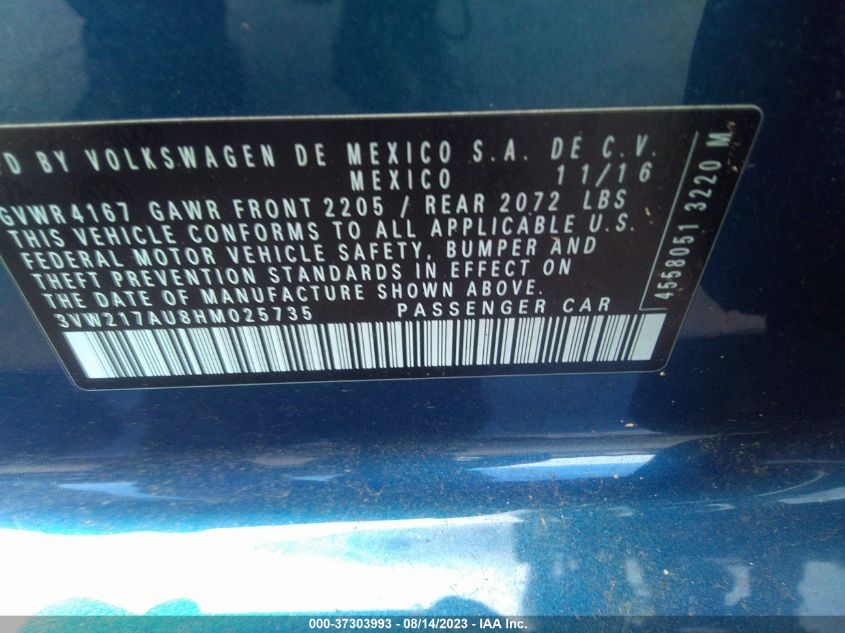 ED BY VOLKSWAGEN DE MEXICO S.A. DE C.V.
MEXICO 11/16
GVWR4167 GAWR FRONT 2205 / REAR 2072 LBS
THIS VEHICLE CONFORMS TO ALL APPLICABLE U.S.
FEDERAL MOTOR VEHICLE SAFETY, BUMPER AND
THEFT PREVENTION STANDARDS IN EFFECT ON
THE DATE OF MANUFACTURE SHOWN ABOVE.
3VW217AU8HM025735 PASSENGER CAR
4558051 3220 M
000-37303993 - 08/14/2023 - IAA Inc.